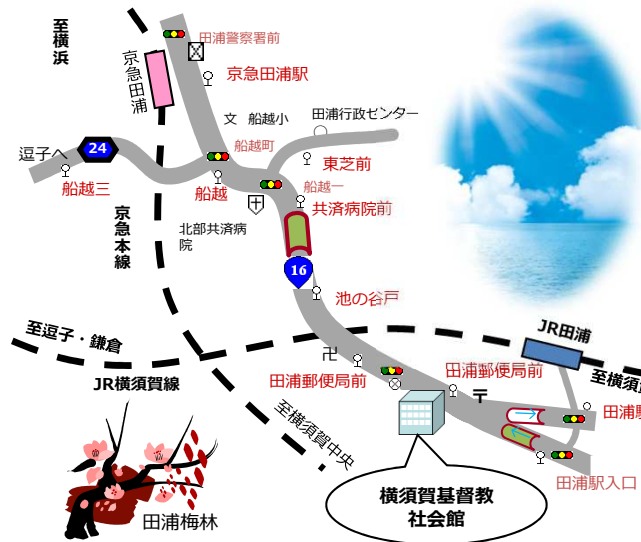 至横浜
田浦警察署前
京急田浦
京急田浦駅
文 船越小
田浦行政センター
24
逗子へ
船越町
東芝前
船越三
船越
船越一
共済病院前
京急本線
北部共済病
院
16
池の谷戸
至逗子・鎌倉
JR田浦
卍
田浦郵便局前
田浦郵便局前
〒
至横須
JR横須賀線
至横須賀中央
田浦駅
田浦梅林
横須賀基督教
社会館
田浦駅入口